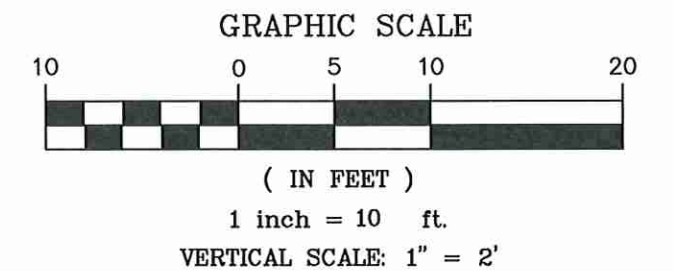 GRAPHIC SCALE
10 0 5 10 20
( IN FEET )
1 inch = 10 ft.
VERTICAL SCALE: 1" = 2'